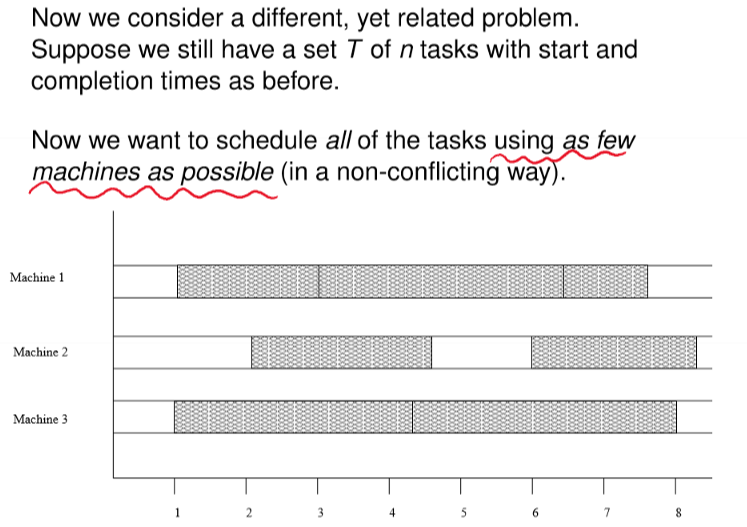 Now we consider a different, yet related problem.
Suppose we still have a set T of n tasks with start and
completion times as before.
Now we want to schedule all of the tasks using as few
machines as possible (in a non-conflicting way).
Machine 1
Machine 2
Machine 3
1 2 3 4 5 6 7 8